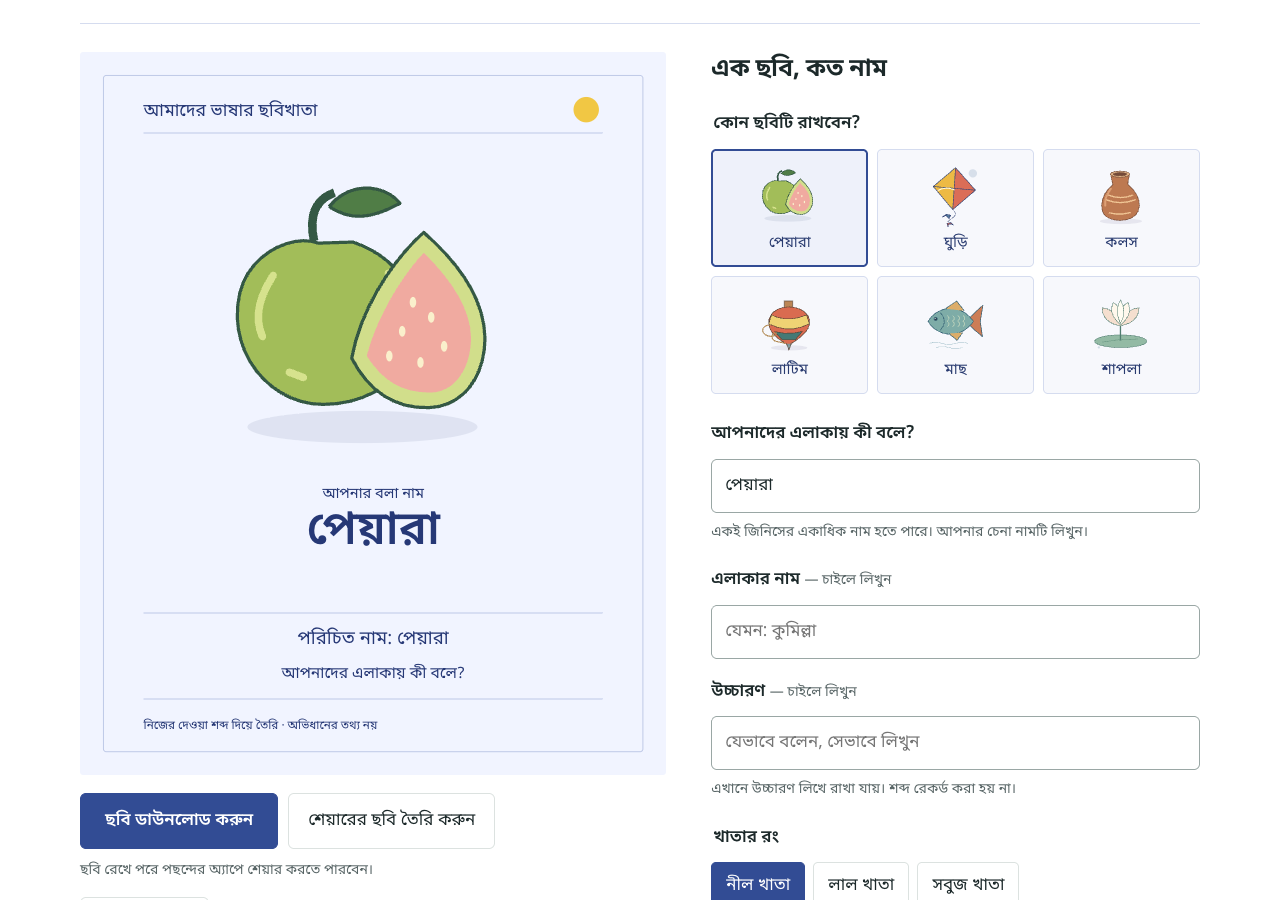 আমাদের ভাষার ছবিখাতা
আপনার বলা নাম
পেয়ারা
পরিচিত নাম: পেয়ারা
আপনাদের এলাকায় কী বলে?
নিজের দেওয়া শব্দ দিয়ে তৈরি · অভিধানের তথ্য নয়
ছবি ডাউনলোড করুন
শেয়ারের ছবি তৈরি করুন
ছবি রেখে পরে পছন্দের অ্যাপে শেয়ার করতে পারবেন।
এক ছবি, কত নাম
কোন ছবিটি রাখবেন?
পেয়ারা
ঘুড়ি
কলস
লাটিম
মাছ
শাপলা
আপনাদের এলাকায় কী বলে?
পেয়ারা
একই জিনিসের একাধিক নাম হতে পারে। আপনার চেনা নামটি লিখুন।
এলাকার নাম — চাইলে লিখুন
যেমন: কুমিল্লা
উচ্চারণ — চাইলে লিখুন
যেভাবে বলেন, সেভাবে লিখুন
এখানে উচ্চারণ লিখে রাখা যায়। শব্দ রেকর্ড করা হয় না।
খাতার রং
নীল খাতা
লাল খাতা
সবুজ খাতা